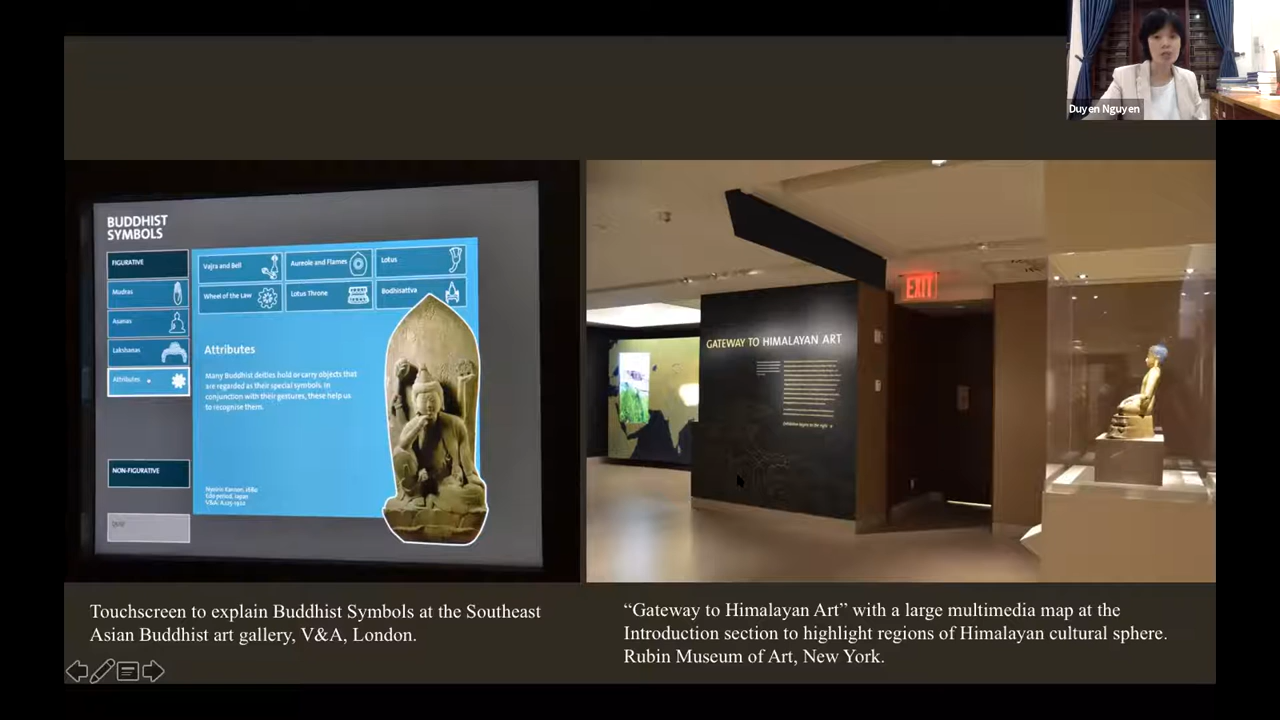 Duyen Nguyen
BUDDHIST
SYMBOLS
FIGURATIVE
Mudras
Asanas
Lakshanas
Attributes
NON-FIGURATIVE
Vajra and Bell
Aureole and Flames
Lotus
Wheel of the Law
Lotus Throne
Bodhisattva
Attributes
Many Buddhist deities hold or carry objects that
are regarded as their special symbols. In
conjunction with their gestures, these help us
to recognise them.
Edo period, Japan
GATEWAY TO HIMALAYAN ART
EXIT
Touchscreen to explain Buddhist Symbols at the Southeast
Asian Buddhist art gallery, V&A, London.
“Gateway to Himalayan Art” with a large multimedia map at the
Introduction section to highlight regions of Himalayan cultural sphere.
Rubin Museum of Art, New York.